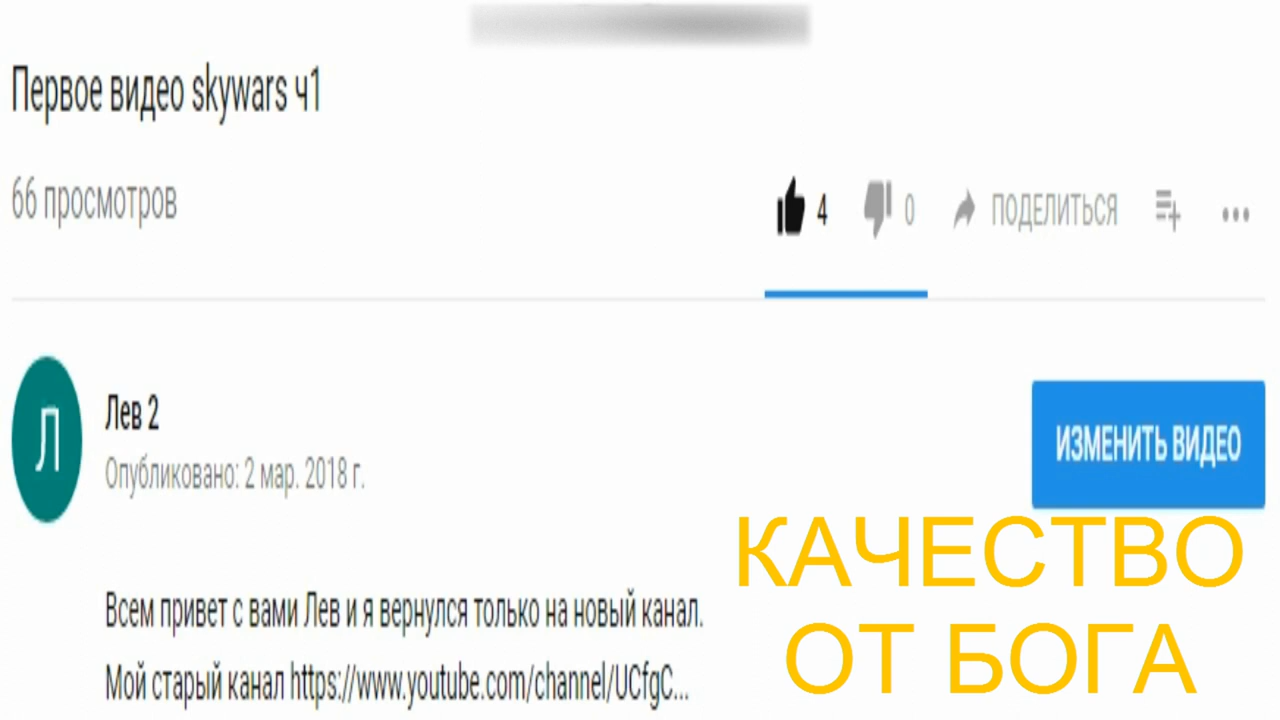 Первое видео skywars ч1
66 просмотров
4 0 ПОДЕЛИТЬСЯ
Л
Лев 2
Опубликовано: 2 мар. 2018 г.
ИЗМЕНИТЬ ВИДЕО
Всем привет с вами Лев и я вернулся только на новый канал.
Мой старый канал https://www.youtube.com/channel/UCfgC...
КАЧЕСТВО
ОТ БОГА